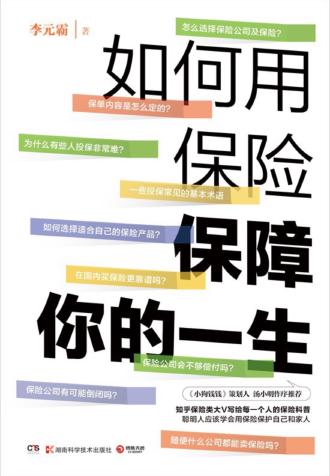 李元霸 著
怎么选择保险公司及保险?
如何用
保单内容是怎么定的?
为什么有些人投保非常难?
保险
一些投保常见的基本术语
如何选择适合自己的保险产品?
保障
在国内买保险更靠谱吗?
你的一生
保险公司会不够偿付吗?
保险公司有可能倒闭吗?
《小狗钱钱》策划人 汤小明作序推荐
知乎保险类大V写给每一个人的保险科普
聪明人应该学会用保险保护自己和家人
随便什么公司都能卖保险吗?
湖南科学技术出版社
博集天卷